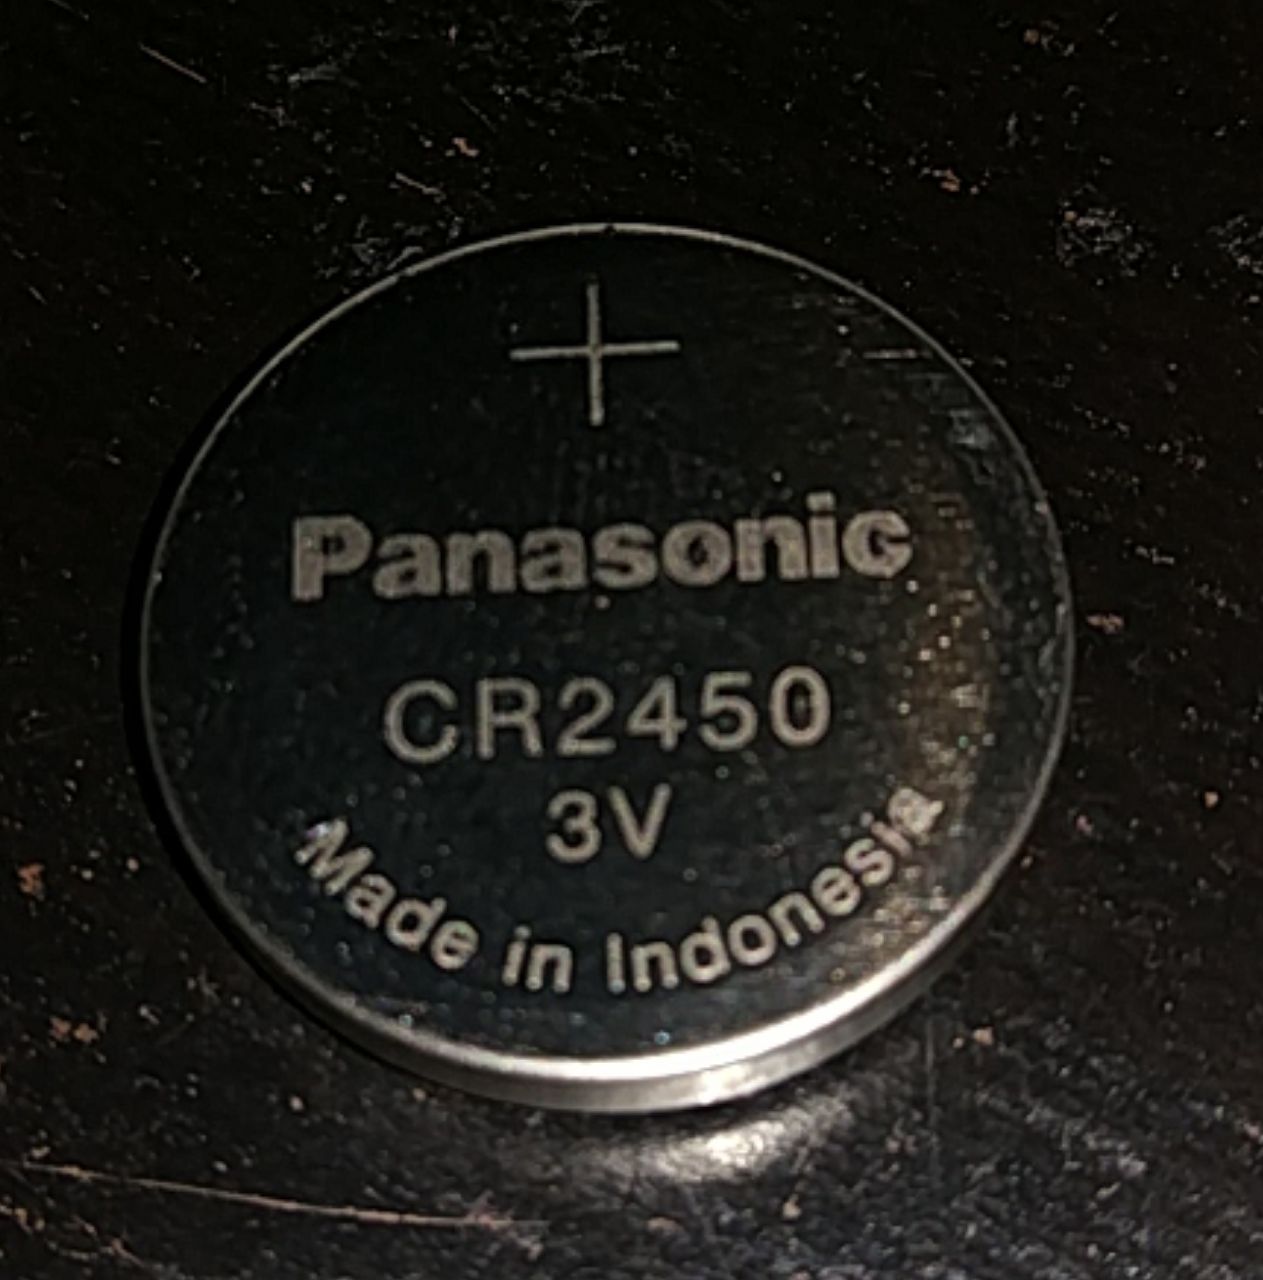 +
Panasonic
CR2450
3V
Made in Indonesia